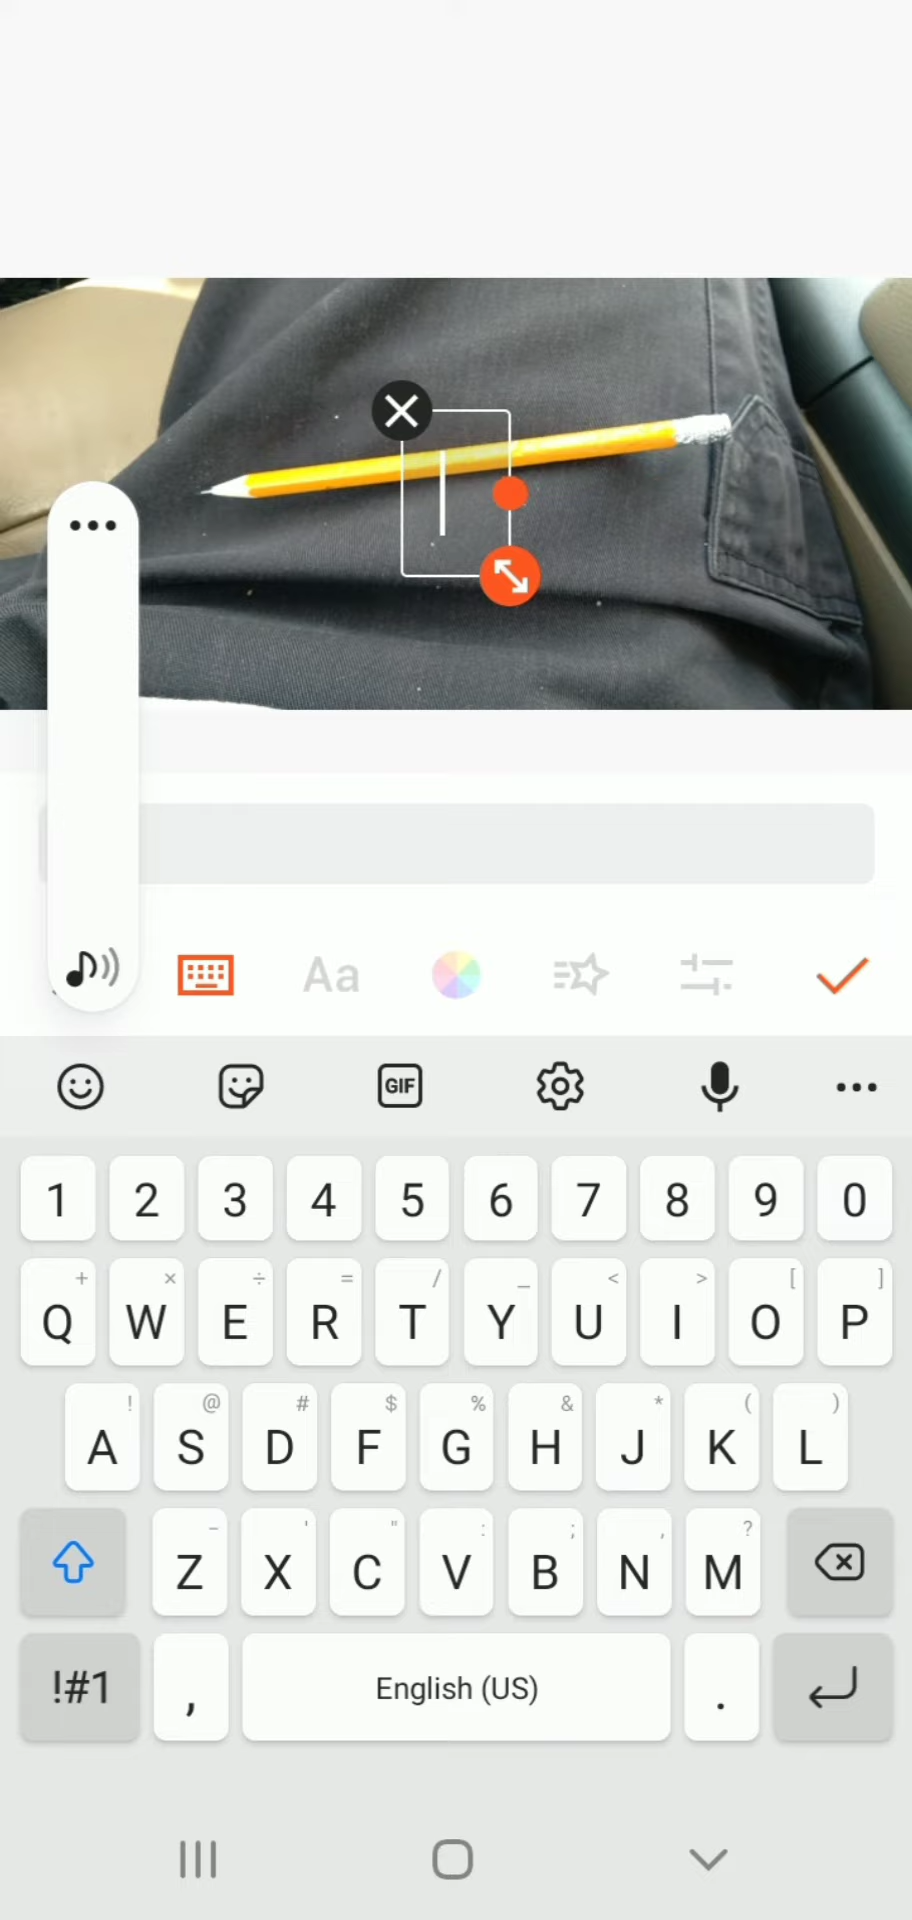 Aa
GIF
1 2 3 4 5 6 7 8 9 0
+ × ÷ = / _ < > [ ]
Q W E R T Y U I O P
! @ # $ % & * ( )
A S D F G H J K L
- ' " : ; , ?
Z X C V B N M
!#1 , English (US) .